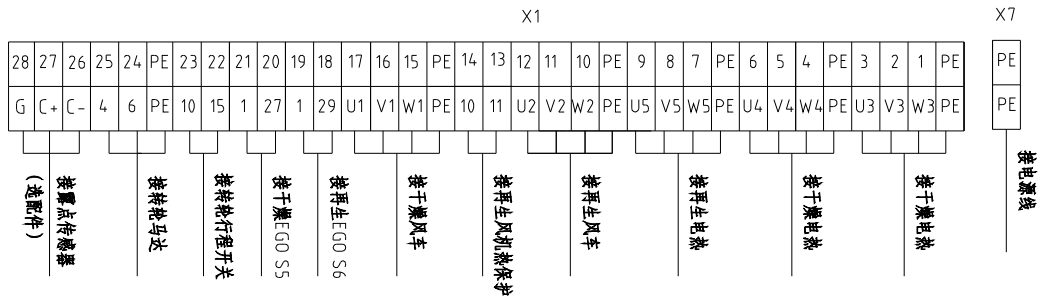 X1 X7
28 27 26 25 24 PE 23 22 21 20 19 18 17 16 15 PE 14 13 12 11 10 PE 9 8 7 PE 6 5 4 PE 3 2 1 PE PE
G C+ C- 4 6 PE 10 15 1 27 1 29 U1 V1 W1 PE 10 11 U2 V2 W2 PE U5 V5 W5 PE U4 V4 W4 PE U3 V3 W3 PE PE
接露点传感器
(选配件)
接转轮马达
接转轮行程开关
接干燥EGO S5
接再生EGO S6
接干燥风车
接再生风机热保护
接再生风车
接再生电热
接干燥电热
接干燥电热
接电源线